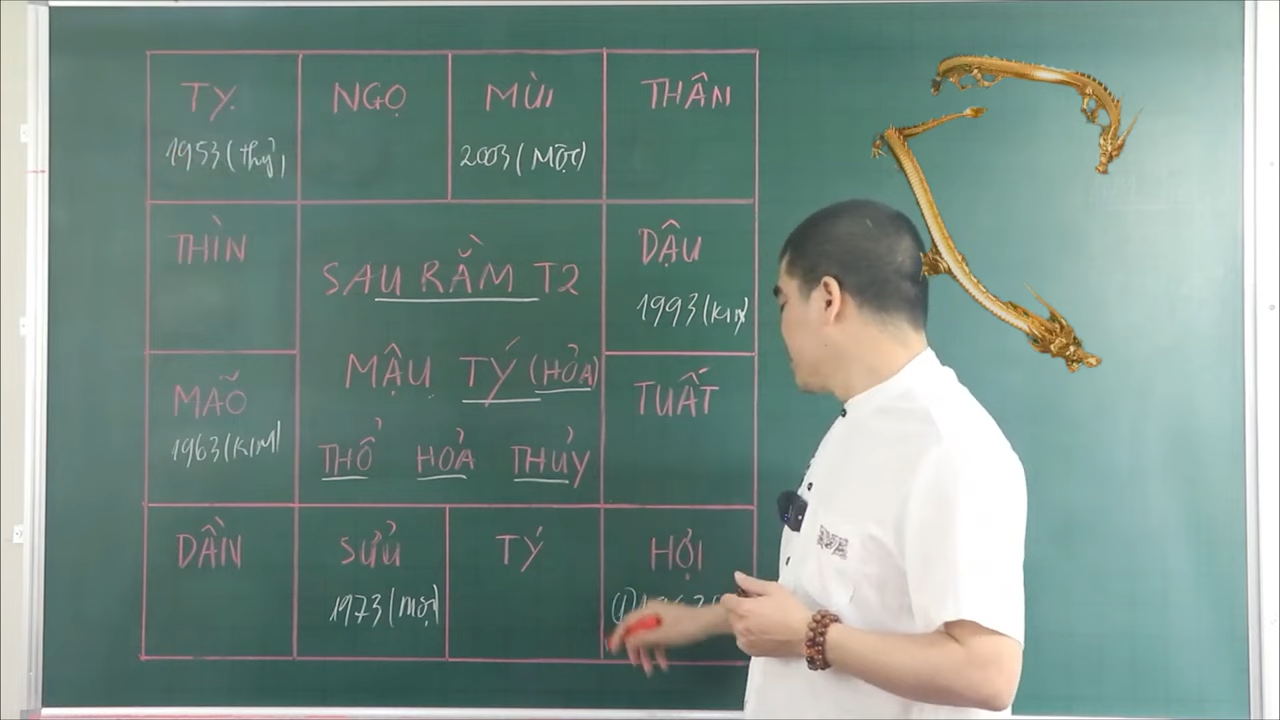 TỴ
NGỌ
MÙI
THÂN
1953 (Thủy)
2003 (MỘC)
THÌN
SAU RẰM T2
DẬU
1993 (KIM)
MẬU TÝ (HỎA)
MÃO
1963 (KIM)
TUẤT
THỔ HỎA THỦY
DẦN
SỬU
TÝ
HỢI
1973 (MỘC)